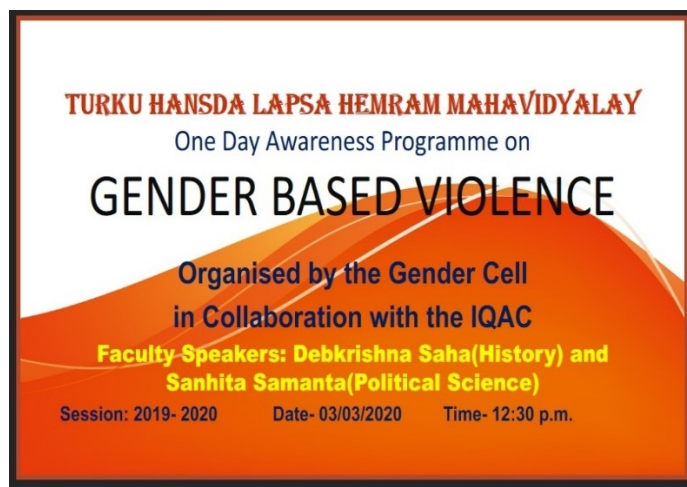 TURKU HANSDA LAPSA HEMRAM MAHAVIDYALAY
One Day Awareness Programme on
GENDER BASED VIOLENCE
Organised by the Gender Cell
in Collaboration with the IQAC
Faculty Speakers: Debkrishna Saha(History) and
Sanhita Samanta(Political Science)
Session: 2019- 2020 Date- 03/03/2020 Time- 12:30 p.m.